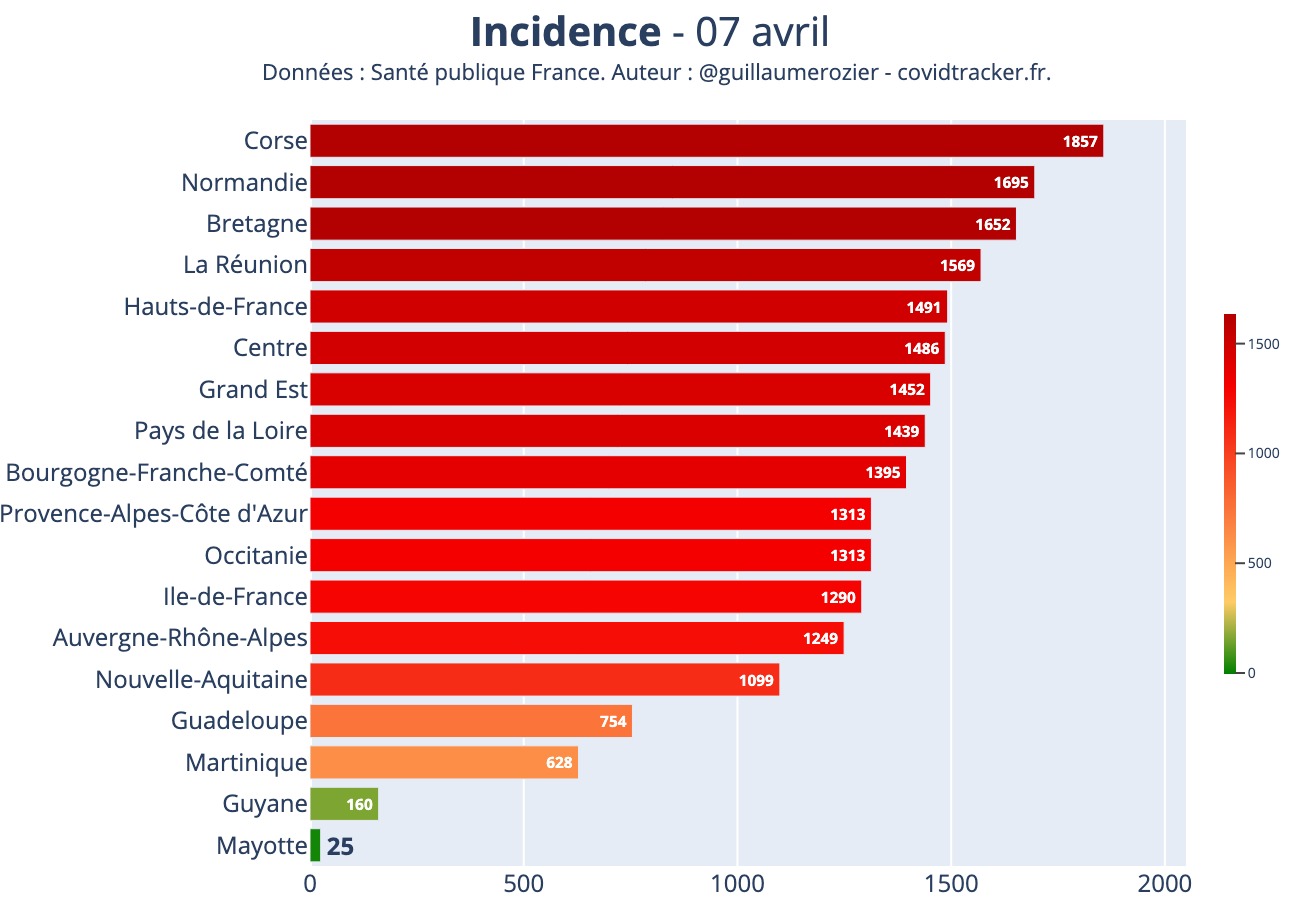 Incidence - 07 avril
Données : Santé publique France. Auteur : @guillaumerozier - covidtracker.fr.
Corse 1857
Normandie 1695
Bretagne 1652
La Réunion 1569
Hauts-de-France 1491
Centre 1486
Grand Est 1452
Pays de la Loire 1439
Bourgogne-Franche-Comté 1395
Provence-Alpes-Côte d'Azur 1313
Occitanie 1313
Ile-de-France 1290
Auvergne-Rhône-Alpes 1249
Nouvelle-Aquitaine 1099
Guadeloupe 754
Martinique 628
Guyane 160
Mayotte 25
0 500 1000 1500 2000
1500
1000
500
0